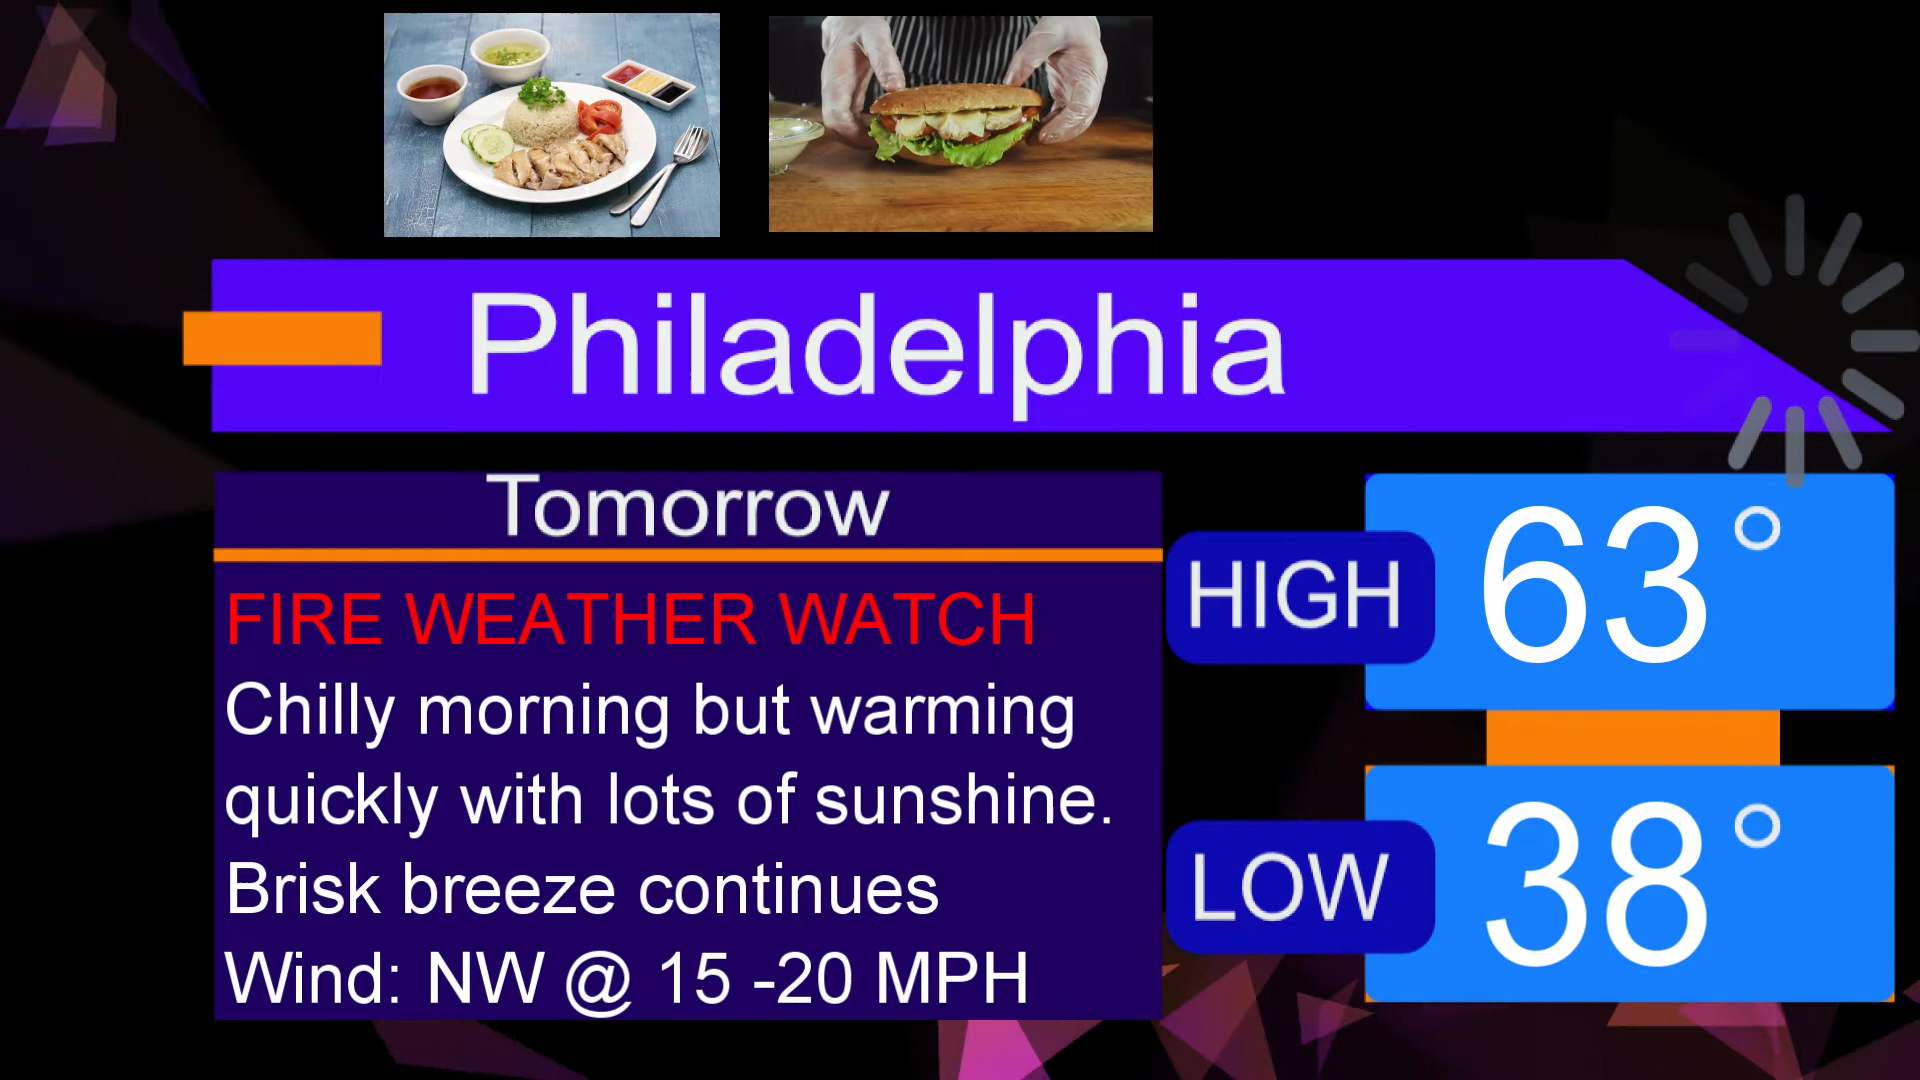 Philadelphia
Tomorrow
FIRE WEATHER WATCH
Chilly morning but warming
quickly with lots of sunshine.
Brisk breeze continues
Wind: NW @ 15 -20 MPH
HIGH 63°
LOW 38°